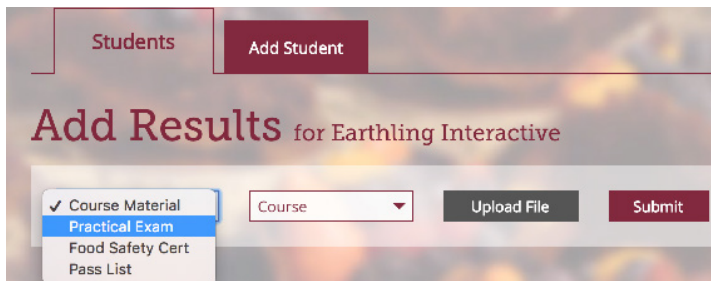 Students
Add Student
Add Results for Earthling Interactive
✓ Course Material
Course
Upload File
Submit
Practical Exam
Food Safety Cert
Pass List